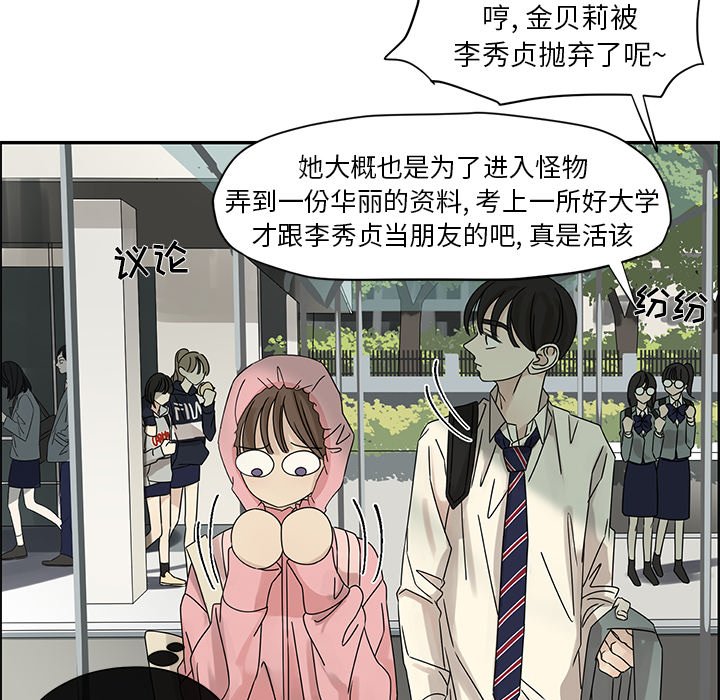 哼, 金贝莉被
李秀贞抛弃了呢~
她大概也是为了进入怪物
弄到一份华丽的资料, 考上一所好大学
才跟李秀贞当朋友的吧, 真是活该
议论
纷纷
FILA